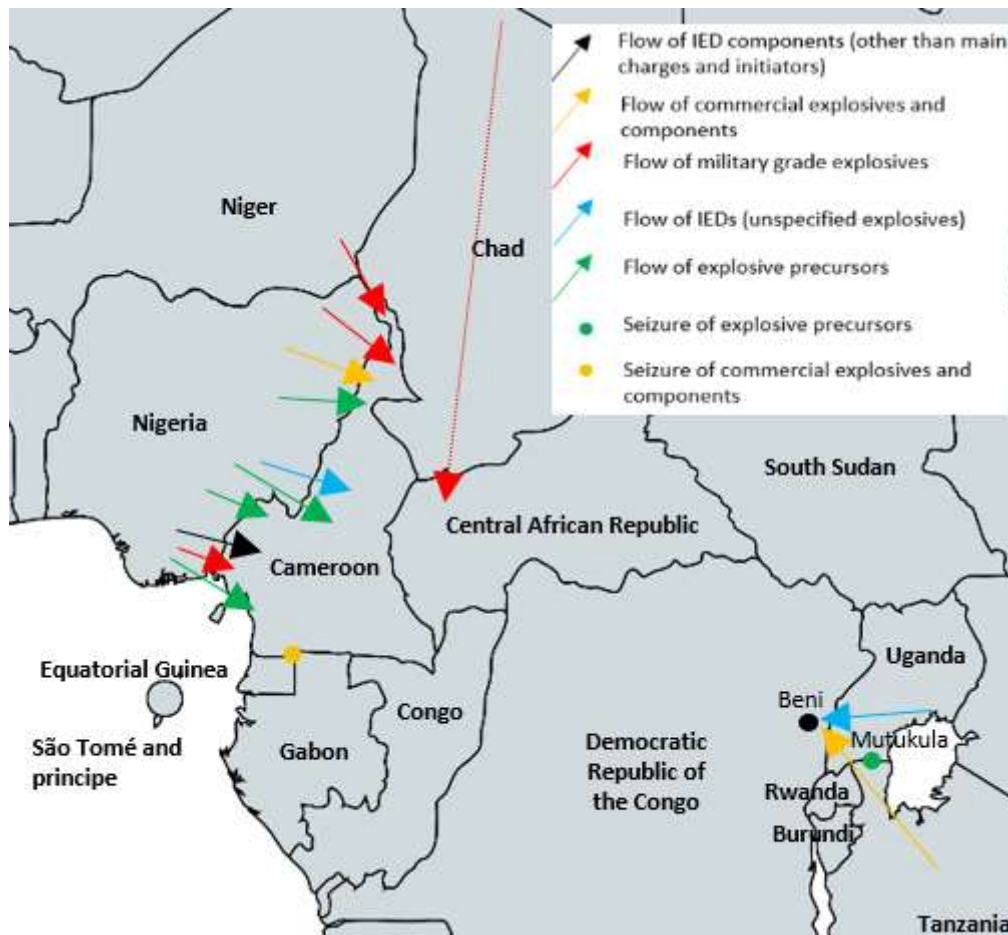 Flow of IED components (other than main
charges and initiators)
Flow of commercial explosives and
components
Flow of military grade explosives
Flow of IEDs (unspecified explosives)
Flow of explosive precursors
Seizure of explosive precursors
Seizure of commercial explosives and
components
Niger
Chad
Nigeria
South Sudan
Central African Republic
Cameroon
Equatorial Guinea
Uganda
Beni
Congo
São Tomé and
principe
Gabon
Democratic
Republic of
the Congo
Mutukula
Rwanda
Burundi
Tanzania